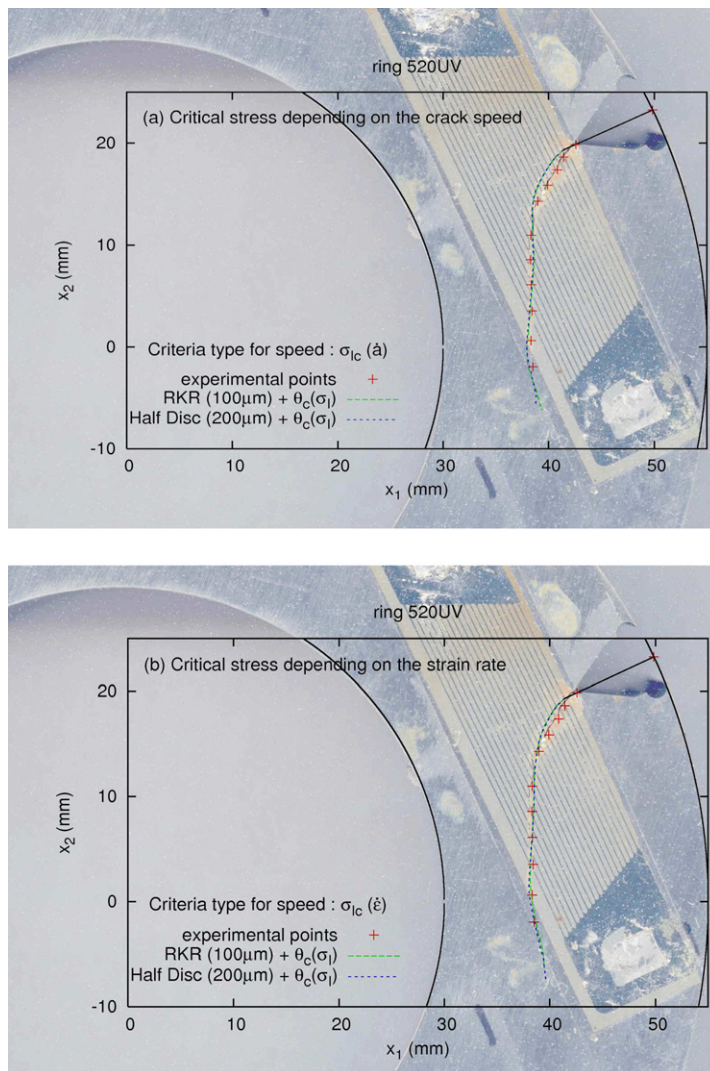 ring 520UV
(a) Critical stress depending on the crack speed
20
10
0
-10
x₂ (mm)
Criteria type for speed : σIc (ȧ)
experimental points
RKR (100μm) + θc(σI)
Half Disc (200μm) + θc(σI)
0 10 20 30 40 50
x₁ (mm)
ring 520UV
(b) Critical stress depending on the strain rate
20
10
0
-10
x₂ (mm)
Criteria type for speed : σIc (ε̇)
experimental points
RKR (100μm) + θc(σI)
Half Disc (200μm) + θc(σI)
0 10 20 30 40 50
x₁ (mm)